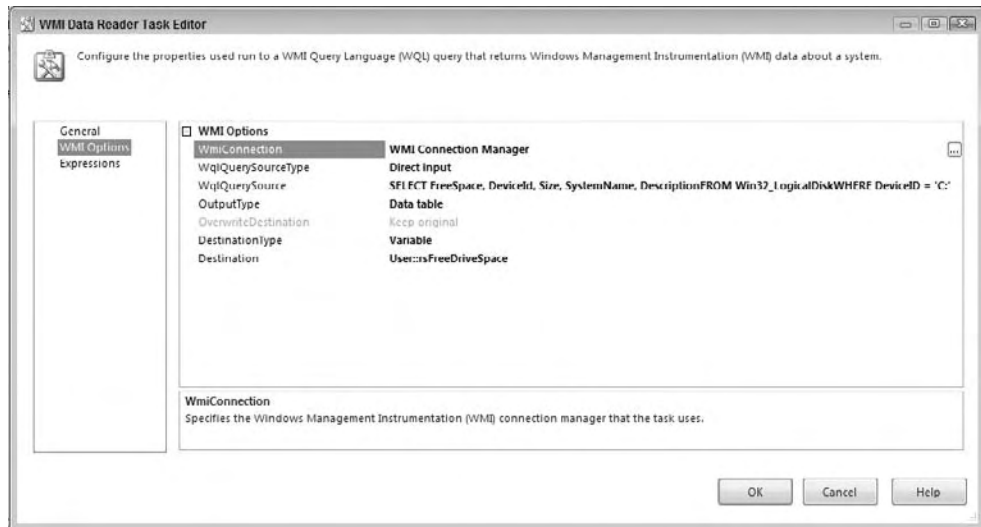 WMI Data Reader Task Editor
Configure the properties used run to a WMI Query Language (WQL) query that returns Windows Management Instrumentation (WMI) data about a system.
General
WMI Options
Expressions
WMI Options
WmiConnection WMI Connection Manager ...
WqlQuerySourceType Direct input
WqlQuerySource SELECT FreeSpace, DeviceId, Size, SystemName, DescriptionFROM Win32_LogicalDiskWHERE DeviceID = 'C:'
OutputType Data table
OverwriteDestination Keep original
DestinationType Variable
Destination User::rsFreeDriveSpace
WmiConnection
Specifies the Windows Management Instrumentation (WMI) connection manager that the task uses.
OK Cancel Help